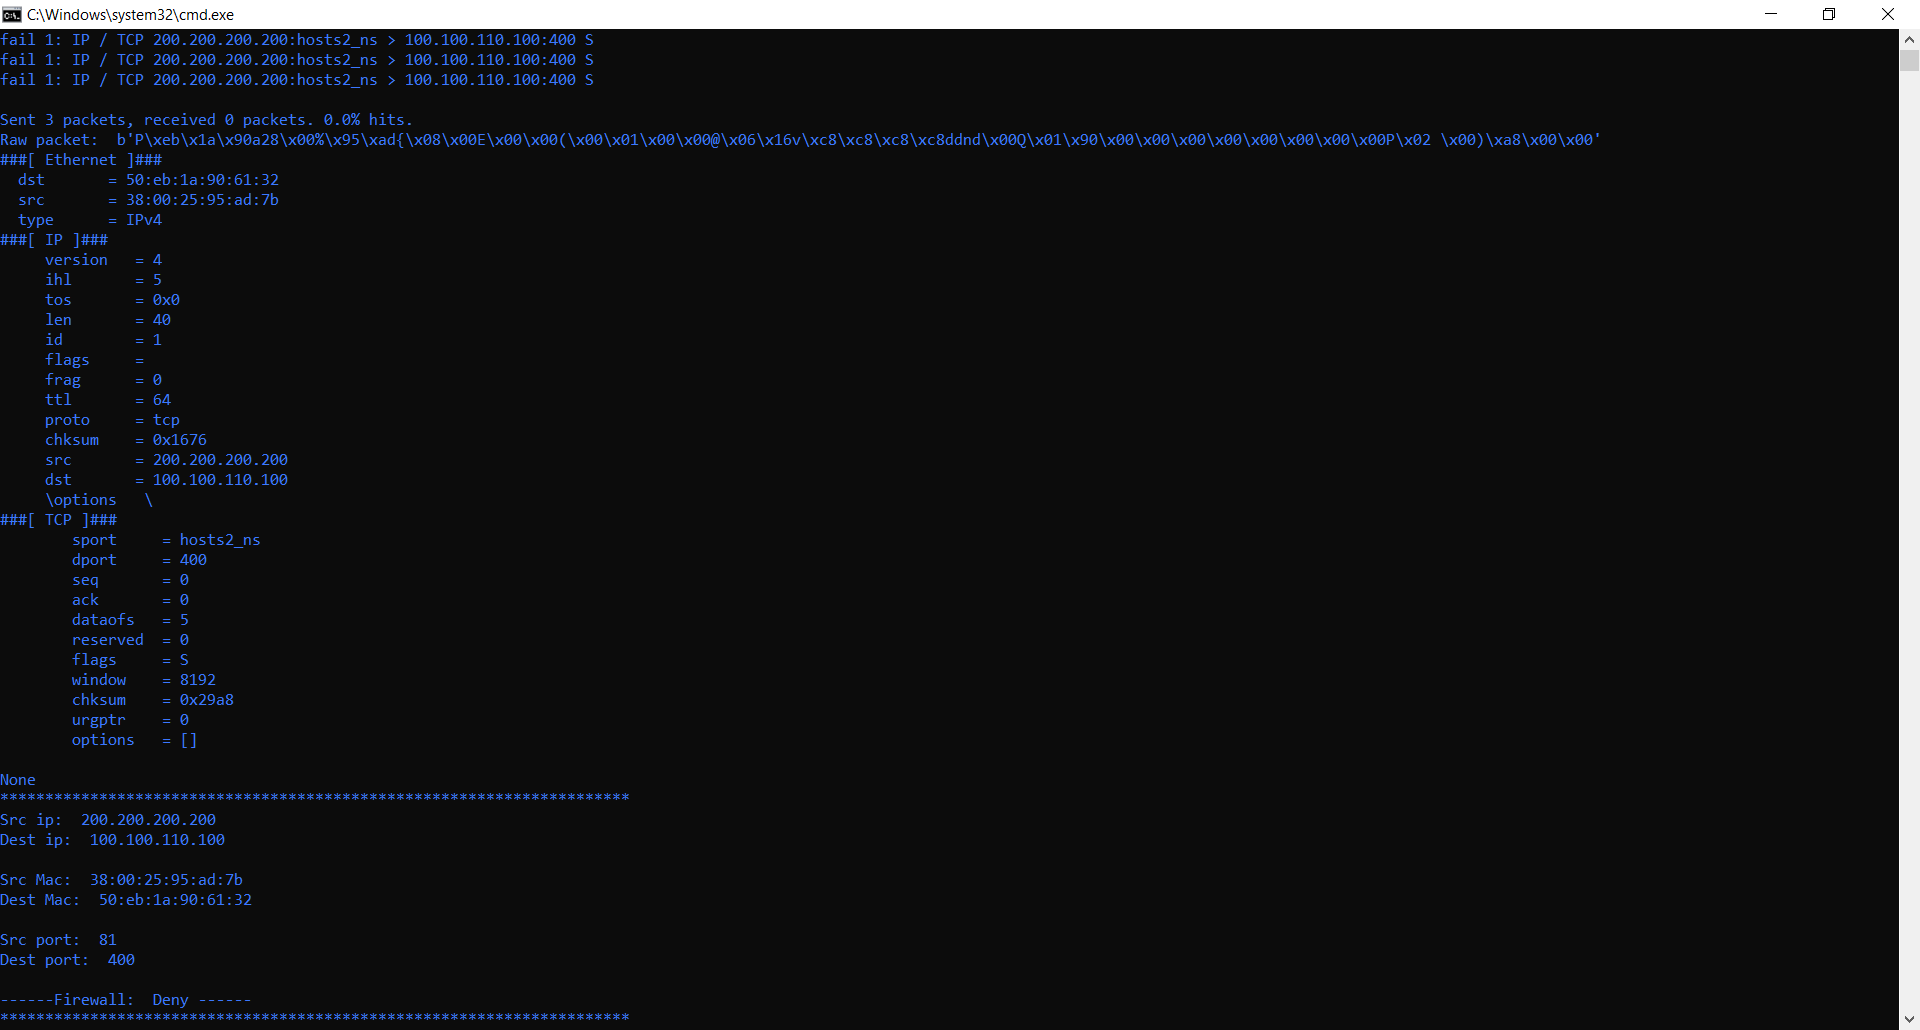 C:\Windows\system32\cmd.exe
fail 1: IP / TCP 200.200.200.200:hosts2_ns > 100.100.110.100:400 S
fail 1: IP / TCP 200.200.200.200:hosts2_ns > 100.100.110.100:400 S
fail 1: IP / TCP 200.200.200.200:hosts2_ns > 100.100.110.100:400 S
Sent 3 packets, received 0 packets. 0.0% hits.
Raw packet:  b'P\xeb\x1a\x90a28\x00%\x95\xad{\x08\x00E\x00\x00(\x00\x01\x00\x00@\x06\x16v\xc8\xc8\xc8\xc8ddnd\x00Q\x01\x90\x00\x00\x00\x00\x00\x00\x00\x00P\x02 \x00)\xa8\x00\x00'
###[ Ethernet ]###
  dst       = 50:eb:1a:90:61:32
  src       = 38:00:25:95:ad:7b
  type      = IPv4
###[ IP ]###
     version   = 4
     ihl       = 5
     tos       = 0x0
     len       = 40
     id        = 1
     flags     =
     frag      = 0
     ttl       = 64
     proto     = tcp
     chksum    = 0x1676
     src       = 200.200.200.200
     dst       = 100.100.110.100
     \options   \
###[ TCP ]###
        sport     = hosts2_ns
        dport     = 400
        seq       = 0
        ack       = 0
        dataofs   = 5
        reserved  = 0
        flags     = S
        window    = 8192
        chksum    = 0x29a8
        urgptr    = 0
        options   = []
None
**********************************************************************
Src ip:  200.200.200.200
Dest ip:  100.100.110.100
Src Mac:  38:00:25:95:ad:7b
Dest Mac:  50:eb:1a:90:61:32
Src port:  81
Dest port:  400
------Firewall:  Deny ------
**********************************************************************